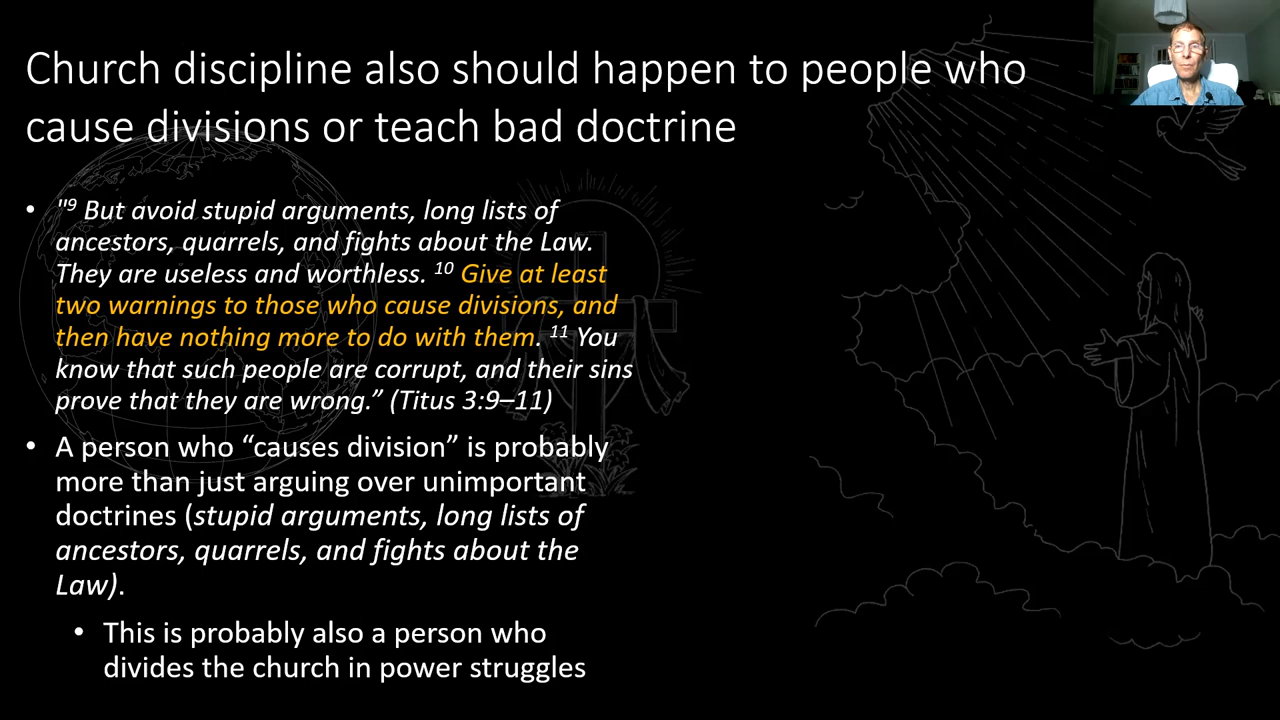 Church discipline also should happen to people who
cause divisions or teach bad doctrine
• "⁹ But avoid stupid arguments, long lists of
ancestors, quarrels, and fights about the Law.
They are useless and worthless. ¹⁰ Give at least
two warnings to those who cause divisions, and
then have nothing more to do with them. ¹¹ You
know that such people are corrupt, and their sins
prove that they are wrong.” (Titus 3:9–11)
• A person who “causes division” is probably
more than just arguing over unimportant
doctrines (stupid arguments, long lists of
ancestors, quarrels, and fights about the
Law).
• This is probably also a person who
divides the church in power struggles